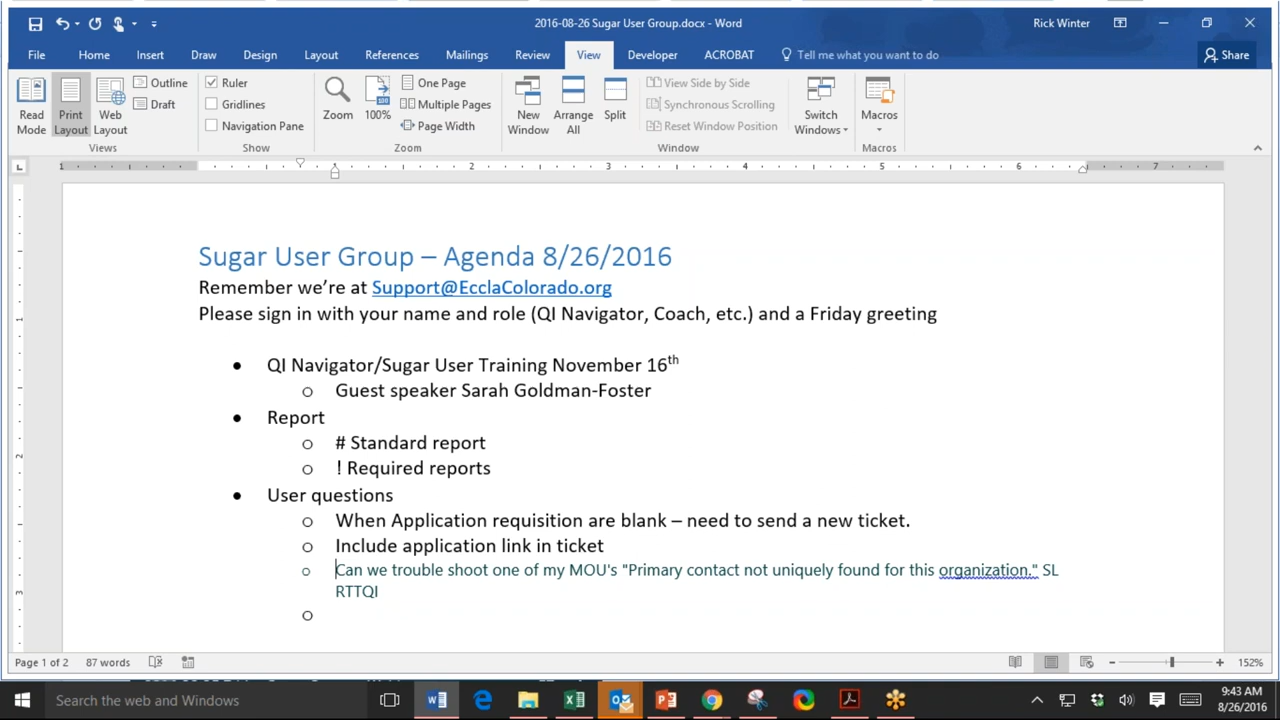 2016-08-26 Sugar User Group.docx - Word
Rick Winter
File Home Insert Draw Design Layout References Mailings Review View Developer ACROBAT Tell me what you want to do Share
Read Mode
Print Layout
Web Layout
Outline
Draft
Views
Ruler
Gridlines
Navigation Pane
Show
Zoom
100%
One Page
Multiple Pages
Page Width
Zoom
New Window
Arrange All
Split
View Side by Side
Synchronous Scrolling
Reset Window Position
Switch Windows
Window
Macros
Macros
1 2 3 4 5 6 7
Sugar User Group – Agenda 8/26/2016
Remember we're at Support@EcclaColorado.org
Please sign in with your name and role (QI Navigator, Coach, etc.) and a Friday greeting
• QI Navigator/Sugar User Training November 16th
o Guest speaker Sarah Goldman-Foster
• Report
o # Standard report
o ! Required reports
• User questions
o When Application requisition are blank – need to send a new ticket.
o Include application link in ticket
o Can we trouble shoot one of my MOU's "Primary contact not uniquely found for this organization." SL
RTTQI
o
Page 1 of 2 87 words
152%
Search the web and Windows
9:43 AM
8/26/2016